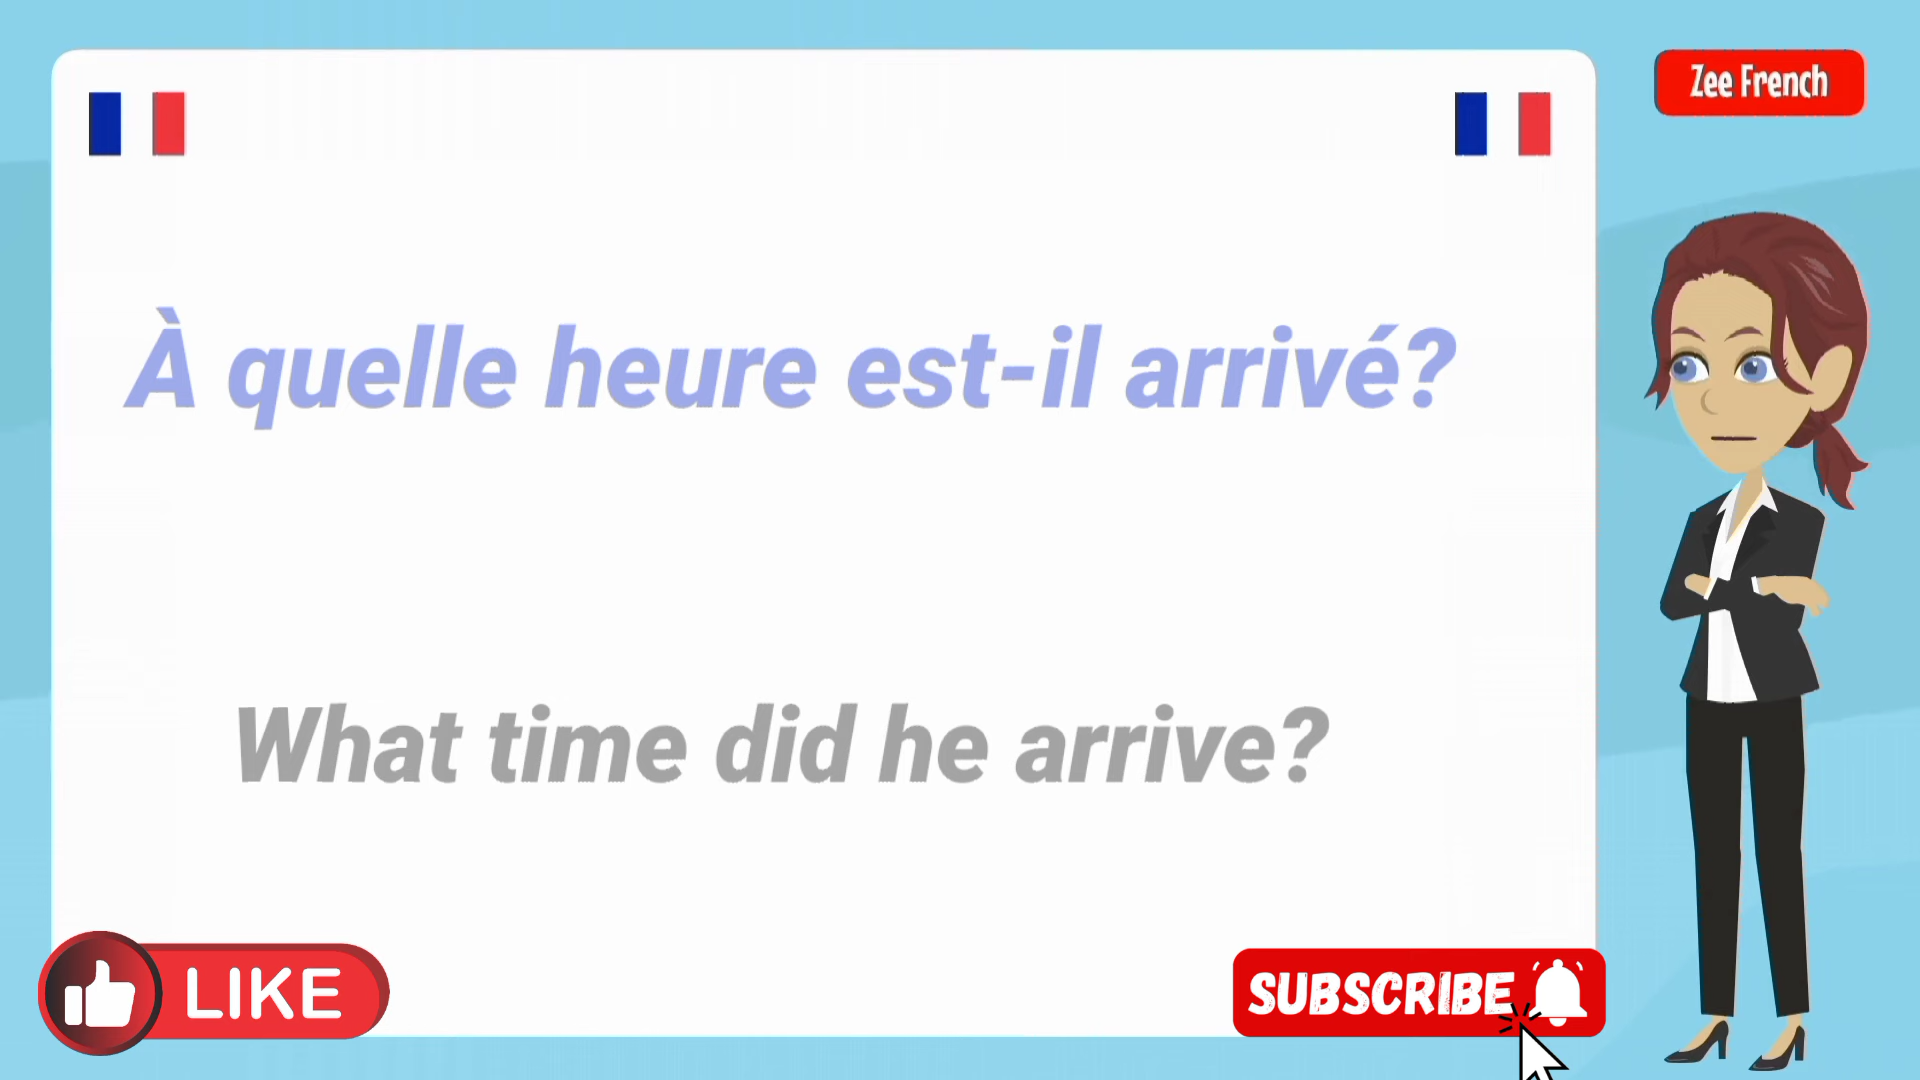 Zee French
À quelle heure est-il arrivé?
What time did he arrive?
LIKE
SUBSCRIBE